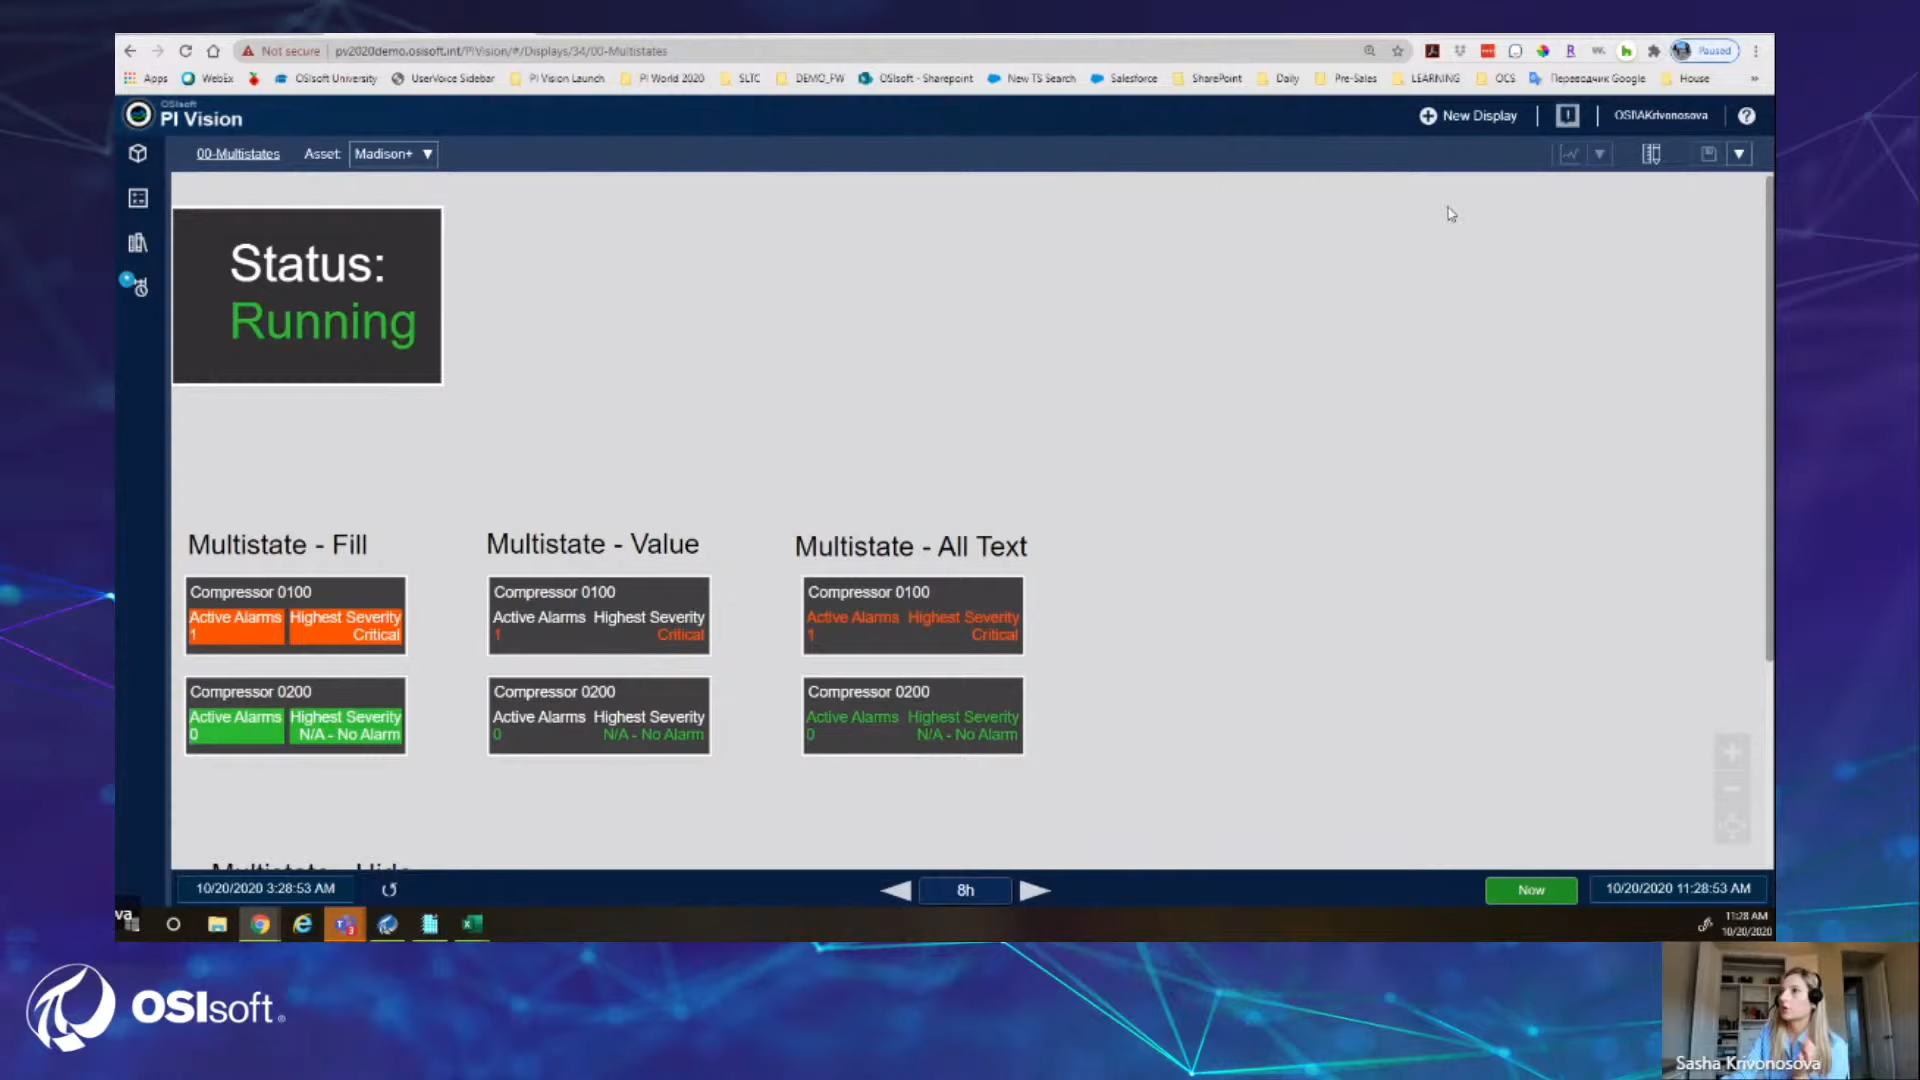 Not secure | pv2020demo.osisoft.int/PIVision/#/Displays/34/00-Multistates
Paused
Apps WebEx OSIsoft University UserVoice Sidebar PI Vision Launch PI World 2020 SLTC DEMO_FW OSIsoft - Sharepoint New TS Search Salesforce SharePoint Daily Pre-Sales LEARNING OCS Переводчик Google House »
OSIsoft
PI Vision
New Display
OSI\AKrivonosova
?
00-Multistates Asset: Madison+
Status:
Running
Multistate - Fill
Multistate - Value
Multistate - All Text
Compressor 0100
Active Alarms Highest Severity
1 Critical
Compressor 0100
Active Alarms Highest Severity
1 Critical
Compressor 0100
Active Alarms Highest Severity
1 Critical
Compressor 0200
Active Alarms Highest Severity
0 N/A - No Alarm
Compressor 0200
Active Alarms Highest Severity
0 N/A - No Alarm
Compressor 0200
Active Alarms Highest Severity
0 N/A - No Alarm
10/20/2020 3:28:53 AM
8h
Now
10/20/2020 11:28:53 AM
va
11:28 AM
10/20/2020
OSIsoft.
Sasha Krivonosova